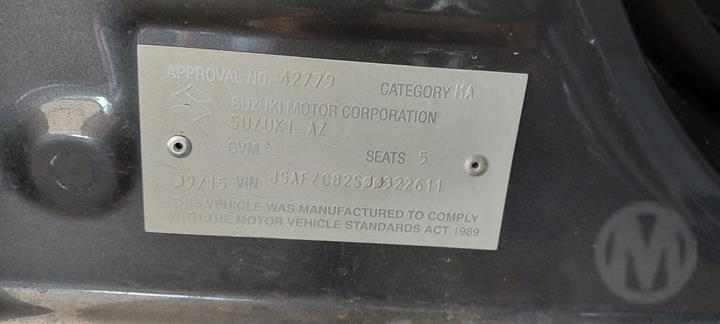 APPROVAL NO. 42779 CATEGORY MA
SUZUKI MOTOR CORPORATION
SUZUKI AZ
GVM SEATS 5
09/15 VIN JSAFZC82S00322611
THIS VEHICLE WAS MANUFACTURED TO COMPLY
WITH THE MOTOR VEHICLE STANDARDS ACT 1989
M